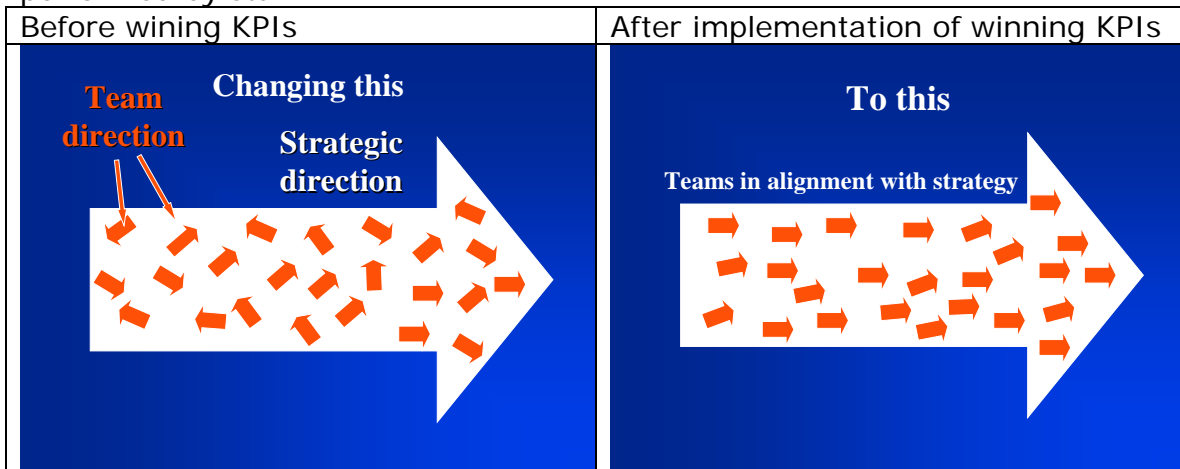 Before wining KPIs
After implementation of winning KPIs
Changing this
Team
direction
Strategic
direction
To this
Teams in alignment with strategy